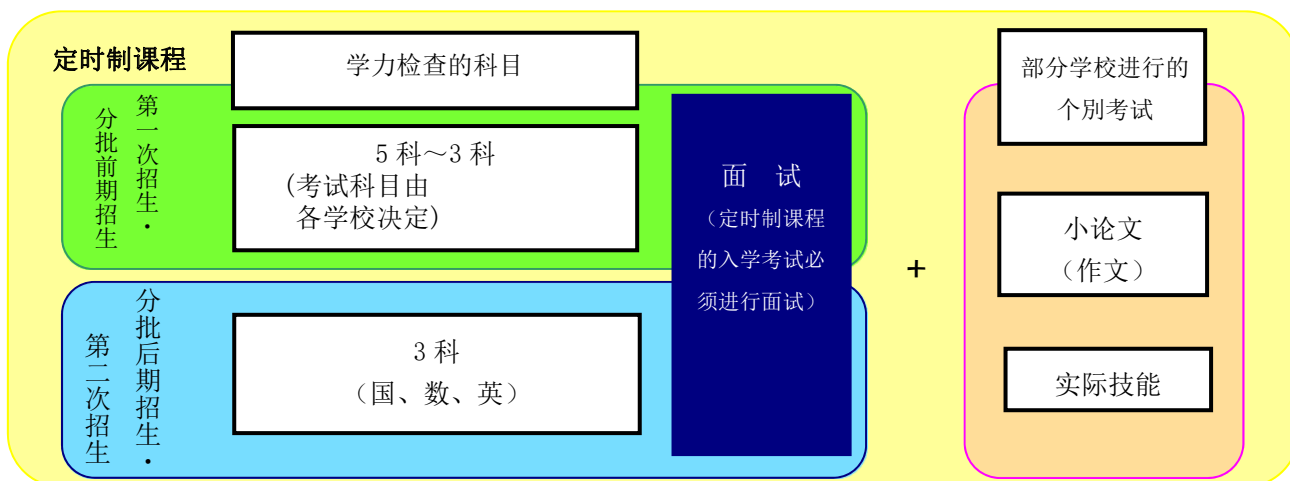 定时制课程
学力检查的科目
第一次招生・
分批前期招生
5科～3科
(考试科目由
各学校决定)
分批后期招生・
第二次招生
3科
（国、数、英）
面 试
（定时制课程
的入学考试必
须进行面试）
+
部分学校进行的
个別考试
小论文
（作文）
实际技能